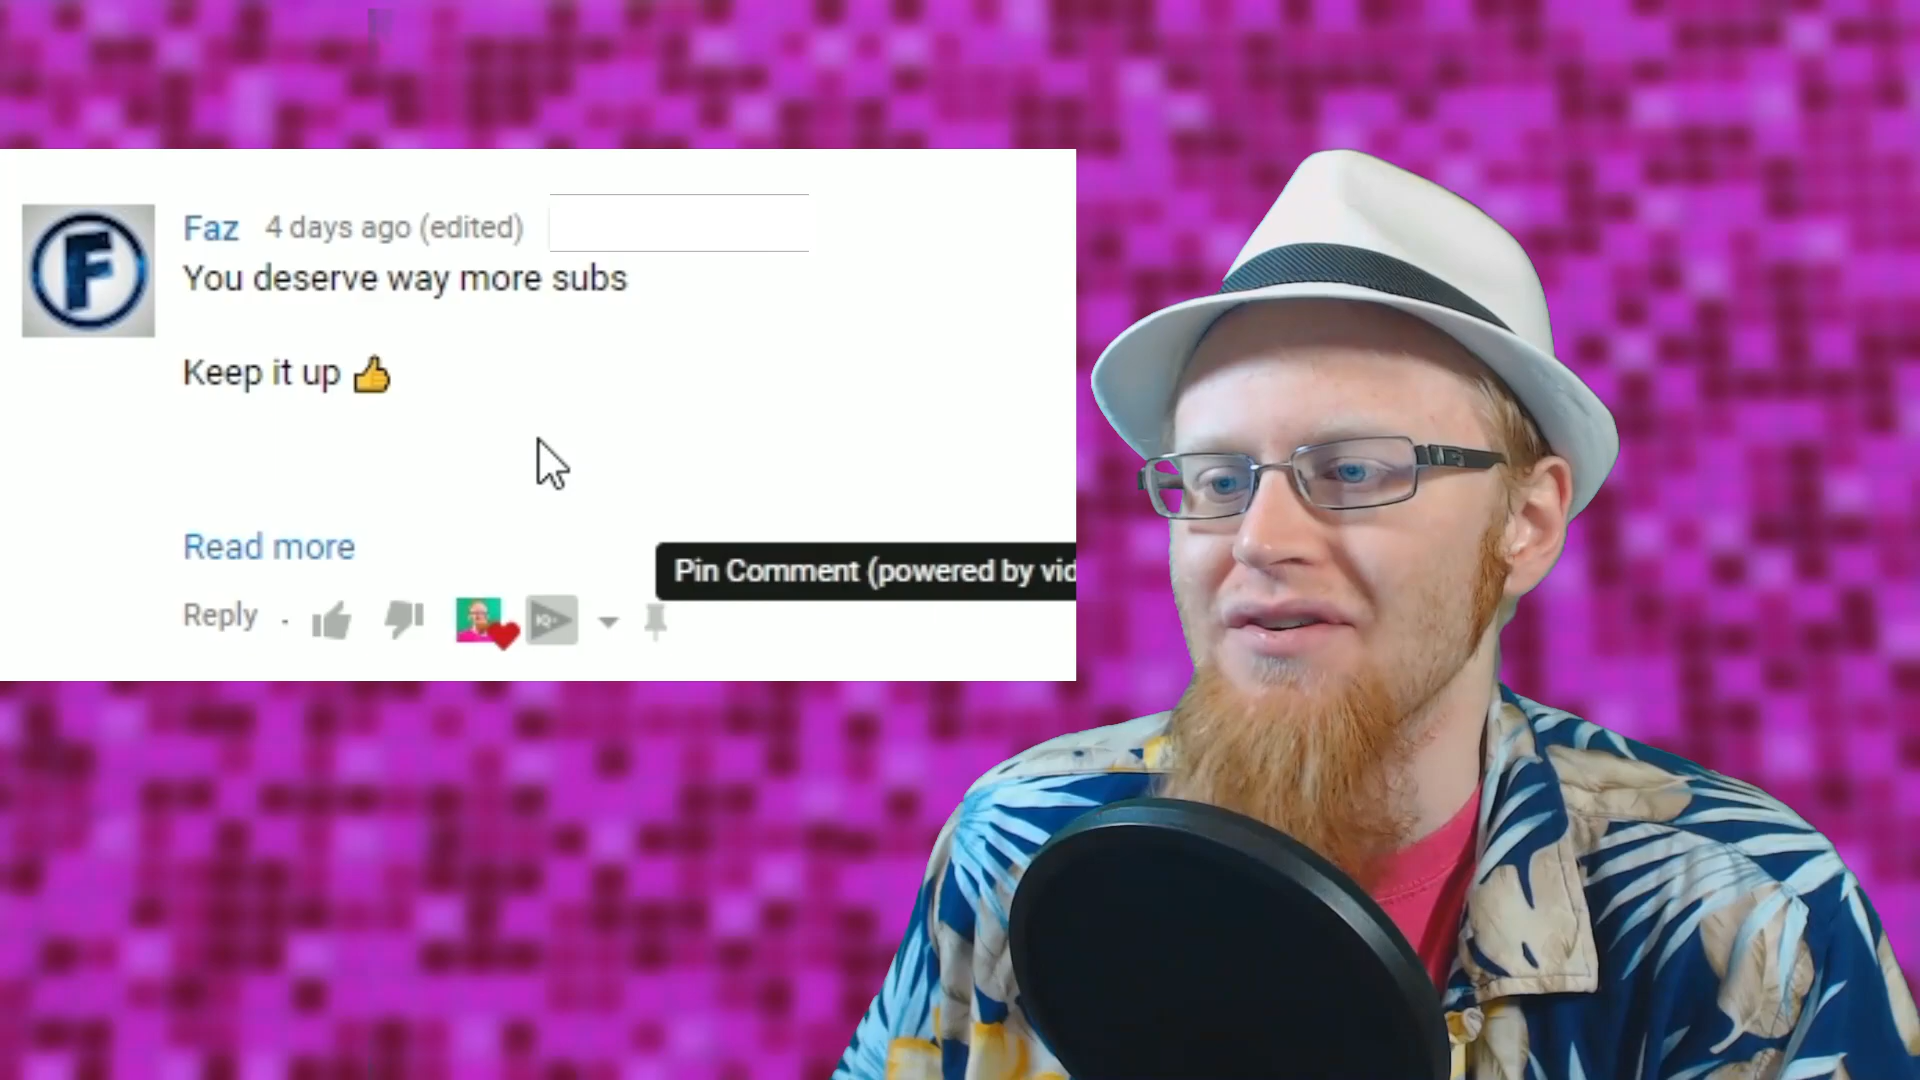 F
Faz 4 days ago (edited)
You deserve way more subs
Keep it up 👍
Read more
Pin Comment (powered by vid
Reply · IQ+